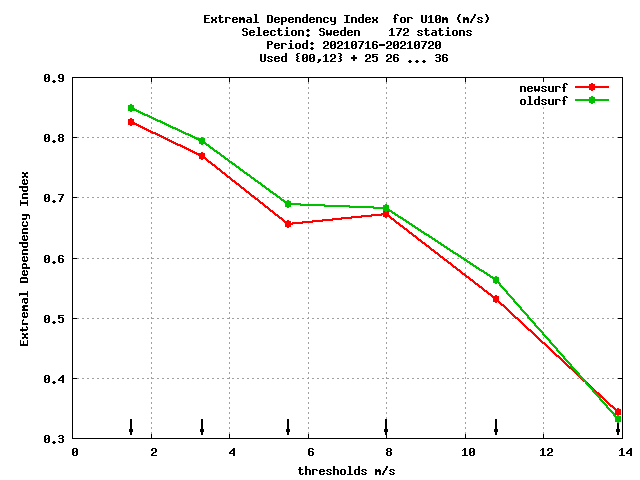 Extremal Dependency Index  for U10m (m/s)
Selection: Sweden    172 stations
Period: 20210716-20210720
Used {00,12} + 25 26 ... 36
newsurf
oldsurf
Extremal Dependency Index
0.9
0.8
0.7
0.6
0.5
0.4
0.3
0 2 4 6 8 10 12 14
thresholds m/s